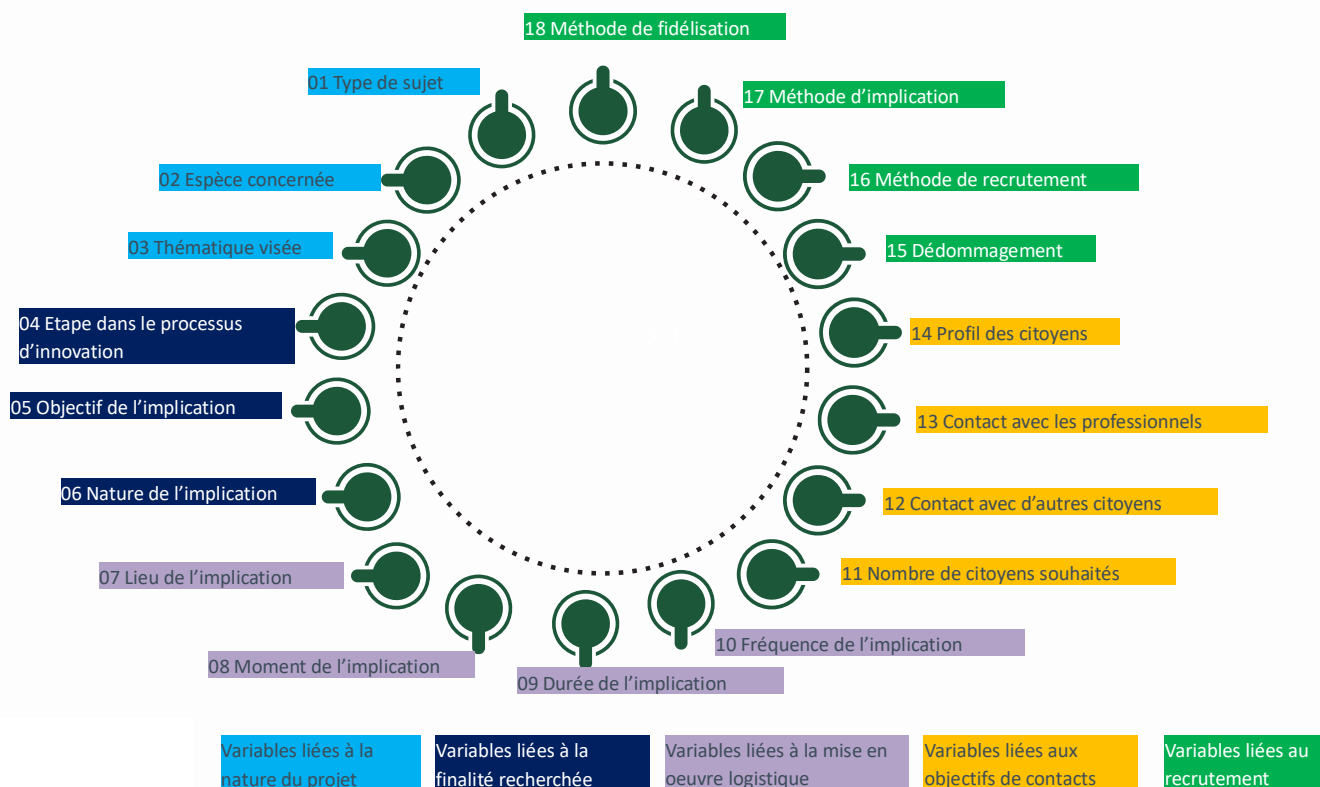 18 Méthode de fidélisation
01 Type de sujet
17 Méthode d'implication
02 Espèce concernée
16 Méthode de recrutement
03 Thématique visée
15 Dédommagement
04 Etape dans le processus
d'innovation
14 Profil des citoyens
05 Objectif de l'implication
13 Contact avec les professionnels
06 Nature de l'implication
12 Contact avec d'autres citoyens
07 Lieu de l'implication
11 Nombre de citoyens souhaités
08 Moment de l'implication
10 Fréquence de l'implication
09 Durée de l'implication
Variables liées à la
nature du projet
Variables liées à la
finalité recherchée
Variables liées à la mise en
oeuvre logistique
Variables liées aux
objectifs de contacts
Variables liées au
recrutement